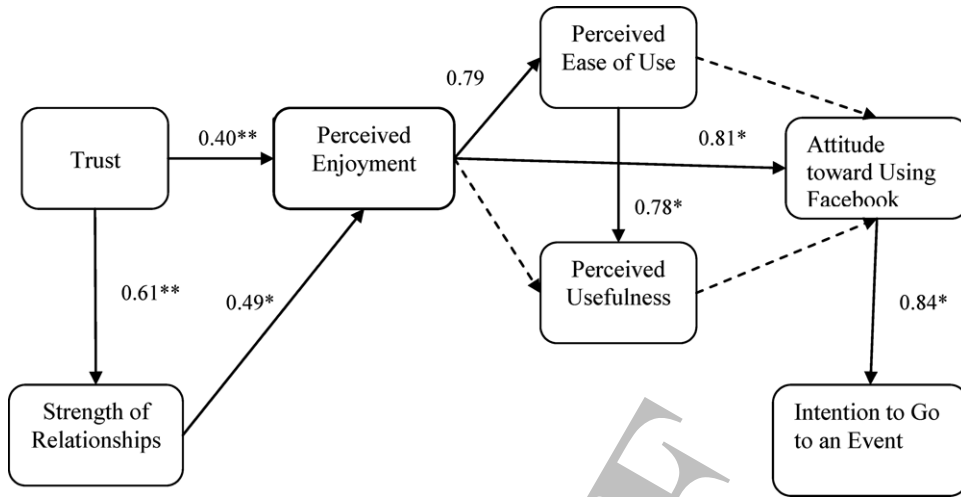 Perceived
Ease of Use
0.79
0.40**
Perceived
Enjoyment
0.81*
Trust
Attitude
toward Using
Facebook
0.78*
Perceived
Usefulness
0.61**
0.49*
0.84*
Strength of
Relationships
Intention to Go
to an Event